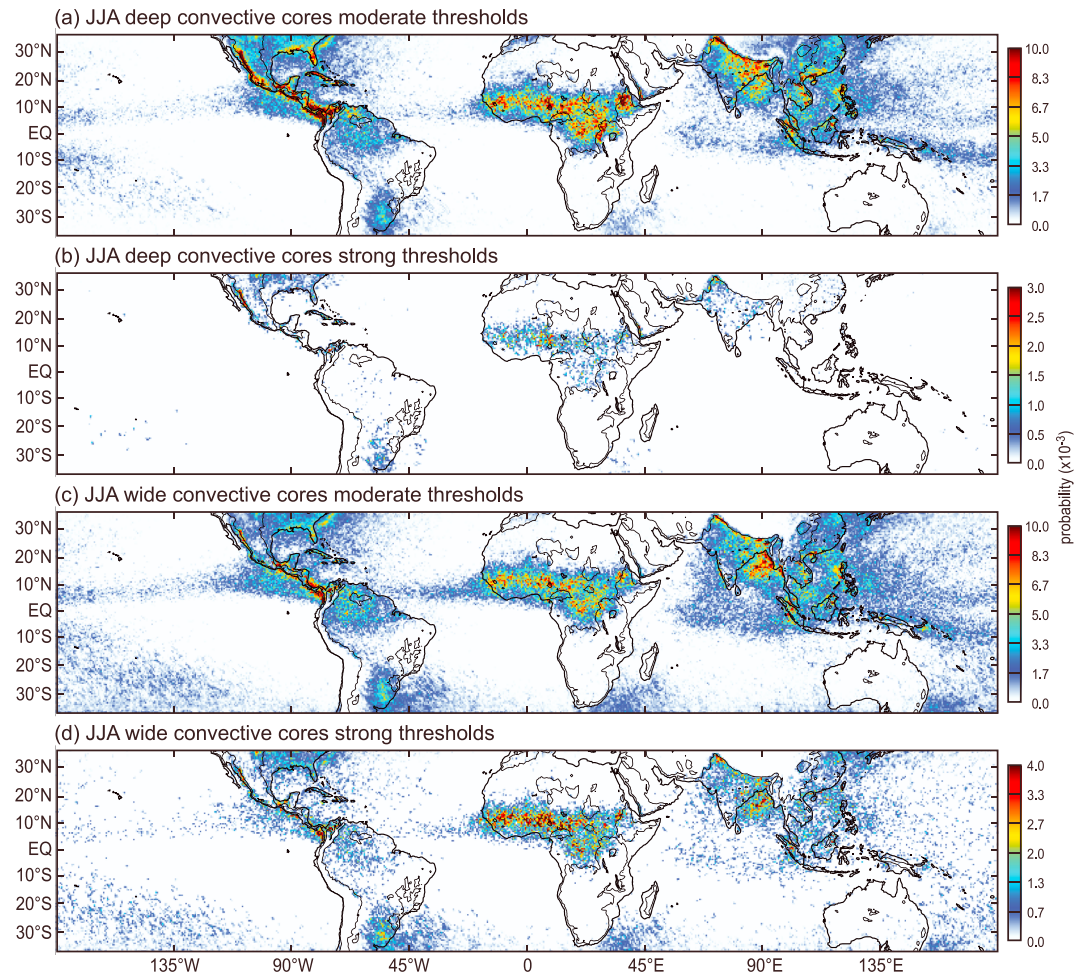 (a) JJA deep convective cores moderate thresholds
30°N
20°N
10°N
EQ
10°S
20°S
30°S
10.0
8.3
6.7
5.0
3.3
1.7
0.0
(b) JJA deep convective cores strong thresholds
30°N
20°N
10°N
EQ
10°S
20°S
30°S
3.0
2.5
2.0
1.5
1.0
0.5
0.0
probability (x10⁻³)
(c) JJA wide convective cores moderate thresholds
30°N
20°N
10°N
EQ
10°S
20°S
30°S
10.0
8.3
6.7
5.0
3.3
1.7
0.0
(d) JJA wide convective cores strong thresholds
30°N
20°N
10°N
EQ
10°S
20°S
30°S
4.0
3.3
2.7
2.0
1.3
0.7
0.0
135°W 90°W 45°W 0 45°E 90°E 135°E